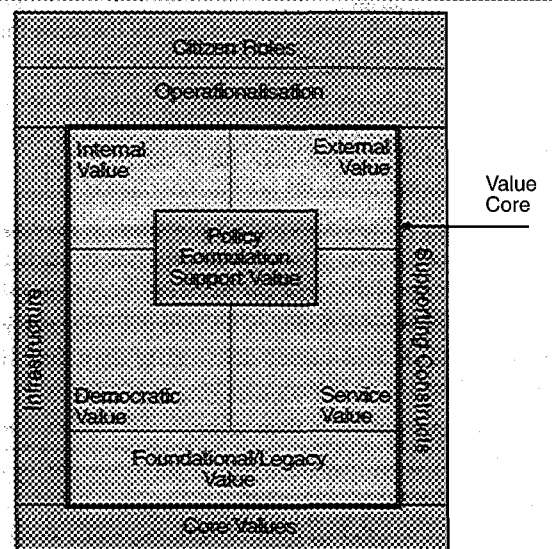 Citizen Roles
Operationalisation
Internal
Value
External
Value
Value
Core
Policy
Formulation
Support Value
Infrastructure
Supporting Constructs
Democratic
Value
Service
Value
Foundational/Legacy
Value
Core Values